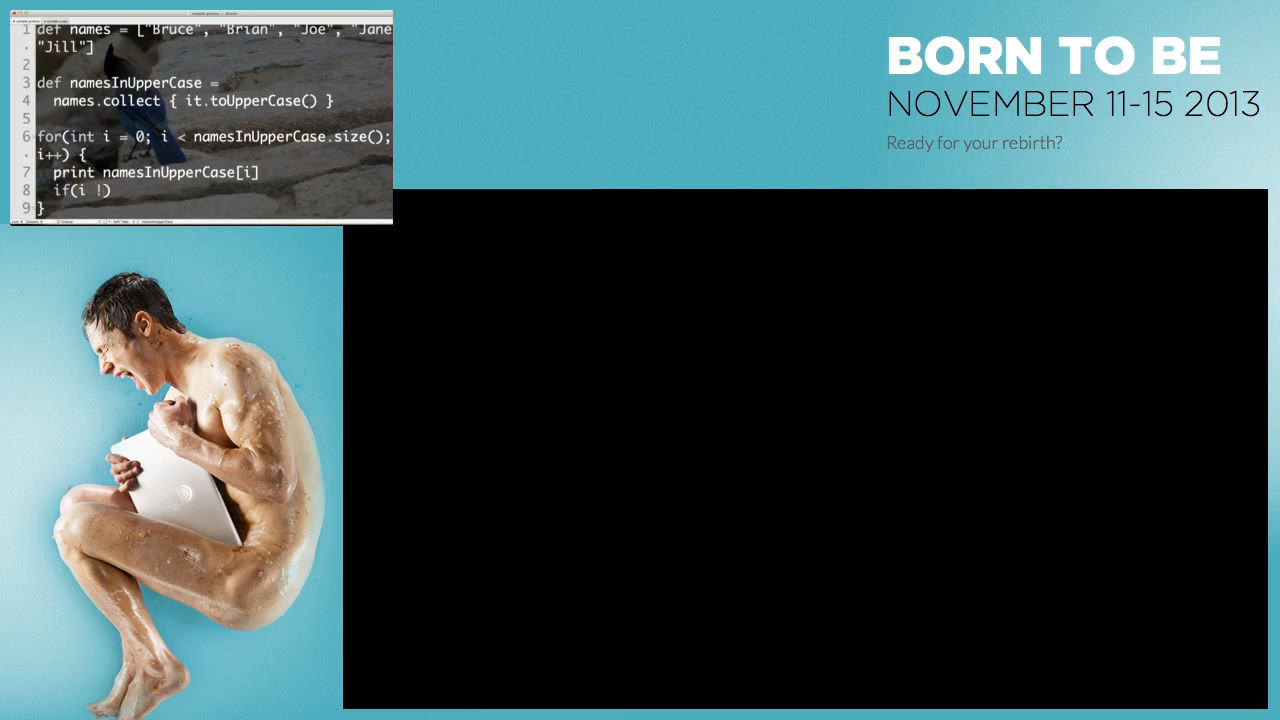 1 def names = ["Bruce", "Brian", "Joe", "Jane
· "Jill"]
2
3 def namesInUpperCase =
4   names.collect { it.toUpperCase() }
5
6 for(int i = 0; i < namesInUpperCase.size();
· i++) {
7   print namesInUpperCase[i]
8   if(i !)
9 }
BORN TO BE
NOVEMBER 11-15 2013
Ready for your rebirth?